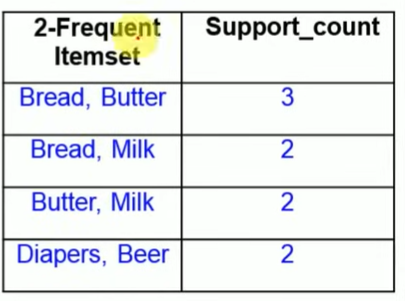 2-Frequent Support_count
Itemset
Bread, Butter 3
Bread, Milk 2
Butter, Milk 2
Diapers, Beer 2